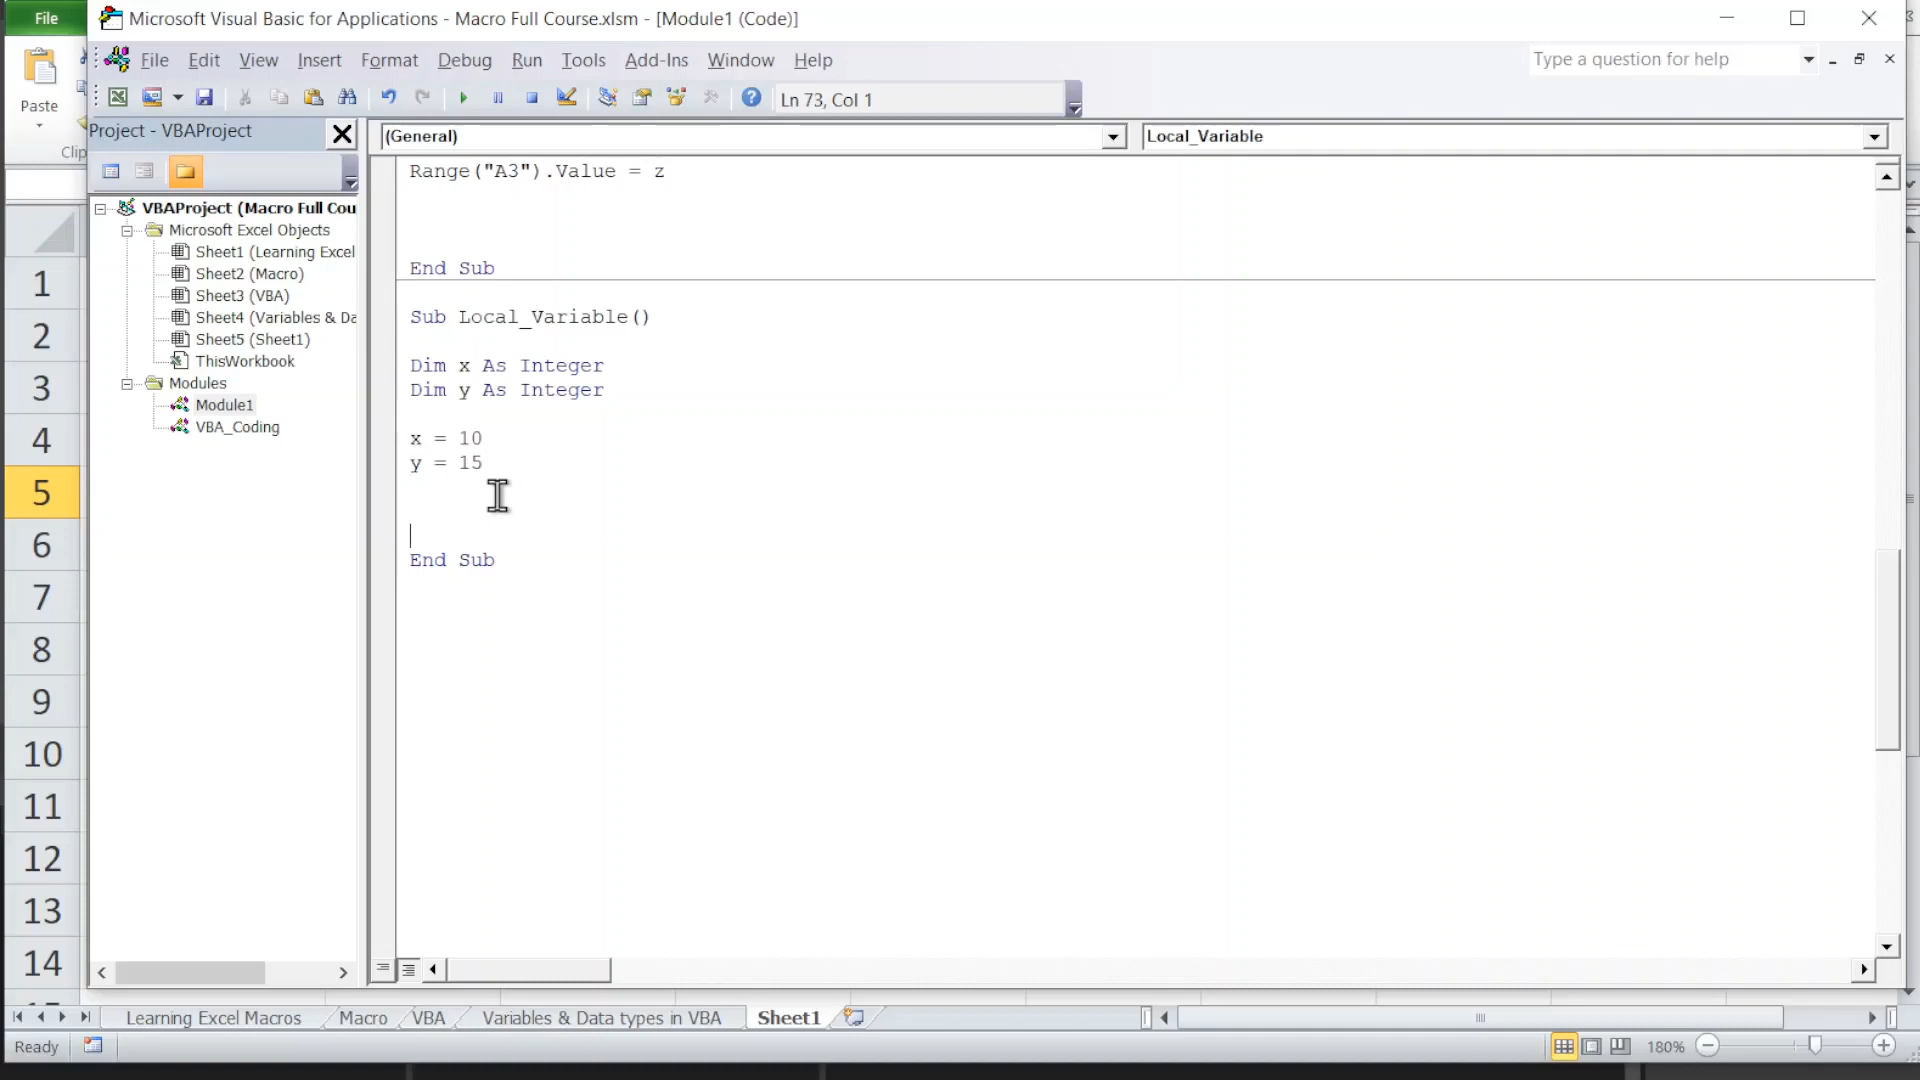 File
Microsoft Visual Basic for Applications - Macro Full Course.xlsm - [Module1 (Code)]
File Edit View Insert Format Debug Run Tools Add-Ins Window Help
Type a question for help
Paste
Ln 73, Col 1
Clip
Project - VBAProject
(General)
Local_Variable
VBAProject (Macro Full Cou
Microsoft Excel Objects
Sheet1 (Learning Excel
Sheet2 (Macro)
Sheet3 (VBA)
Sheet4 (Variables & Da
Sheet5 (Sheet1)
ThisWorkbook
Modules
Module1
VBA_Coding
Range("A3").Value = z
End Sub
Sub Local_Variable()
Dim x As Integer
Dim y As Integer
x = 10
y = 15
End Sub
1
2
3
4
5
6
7
8
9
10
11
12
13
14
Learning Excel Macros Macro VBA Variables & Data types in VBA Sheet1
Ready
180%